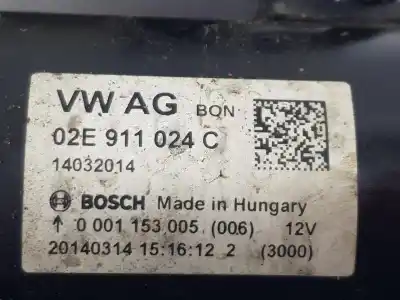 VW AG BQN
02E 911 024 C
14032014
BOSCH Made in Hungary
↑ 0 001 153 005 (006) 12V
20140314 15:16:12 2 (3000)